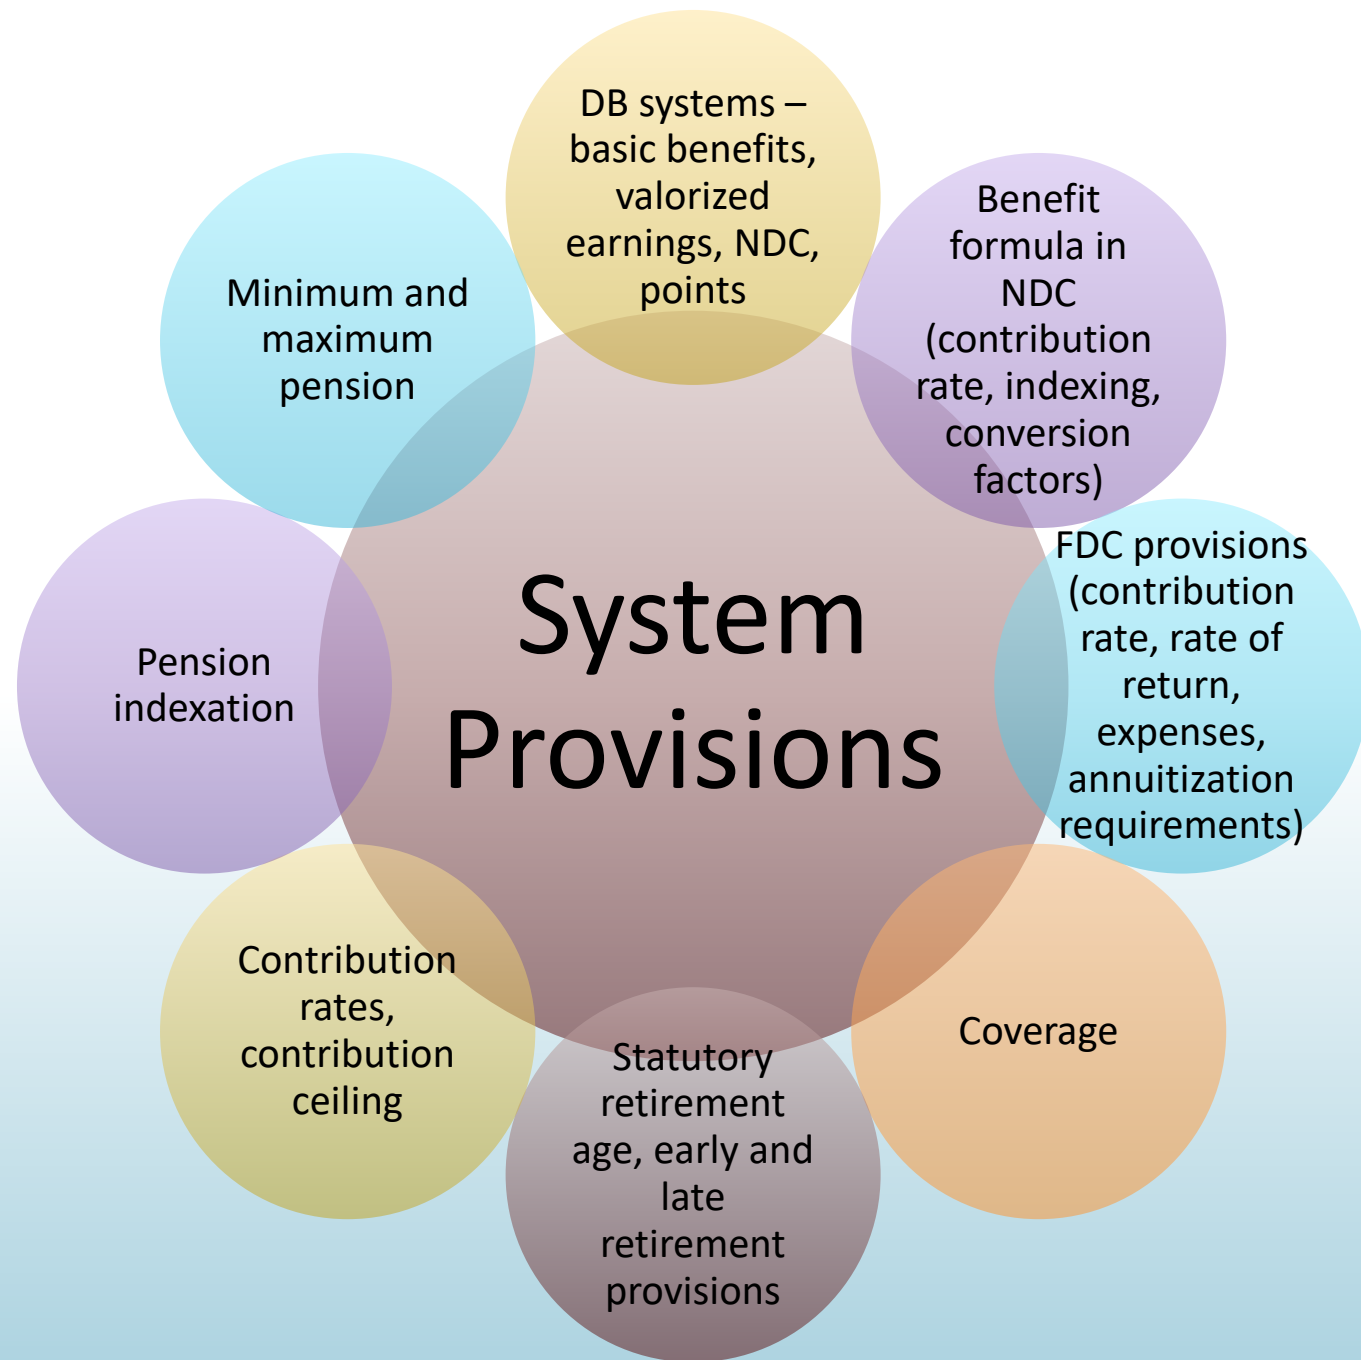 DB systems –
basic benefits,
valorized
earnings, NDC,
points
Benefit
formula in
NDC
(contribution
rate, indexing,
conversion
factors)
FDC provisions
(contribution
rate, rate of
return,
expenses,
annuitization
requirements)
Coverage
Statutory
retirement
age, early and
late
retirement
provisions
Contribution
rates,
contribution
ceiling
Pension
indexation
Minimum and
maximum
pension
System
Provisions